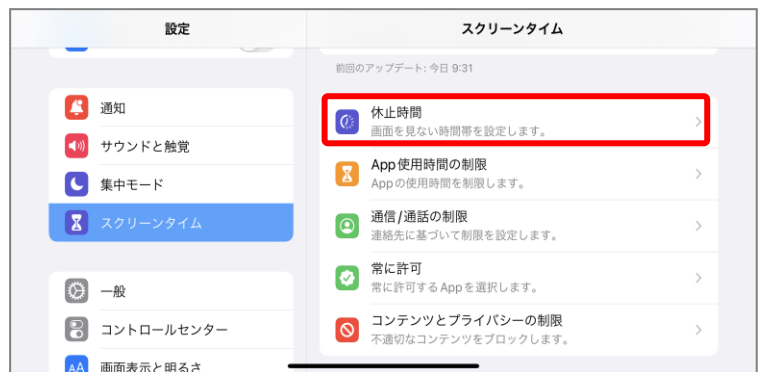 設定
通知
サウンドと触覚
集中モード
スクリーンタイム
一般
コントロールセンター
AA 画面表示と明るさ
スクリーンタイム
前回のアップデート: 今日 9:31
休止時間
画面を見ない時間帯を設定します。
App使用時間の制限
Appの使用時間を制限します。
通信/通話の制限
連絡先に基づいて制限を設定します。
常に許可
常に許可するAppを選択します。
コンテンツとプライバシーの制限
不適切なコンテンツをブロックします。